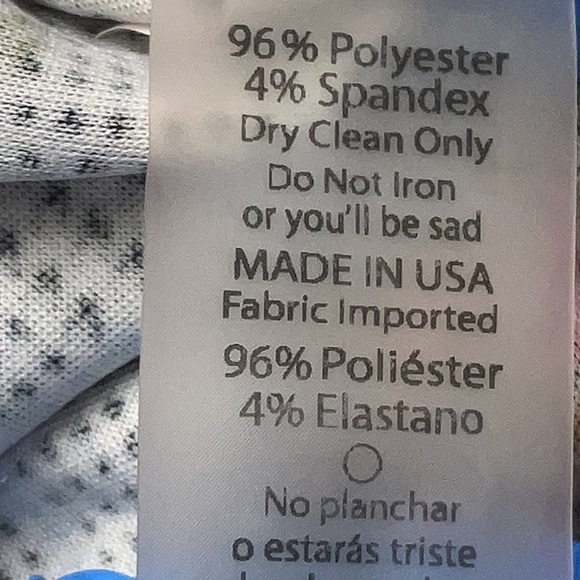 96% Polyester
4% Spandex
Dry Clean Only
Do Not Iron
or you'll be sad
MADE IN USA
Fabric Imported
96% Poliéster
4% Elastano
No planchar
o estarás triste